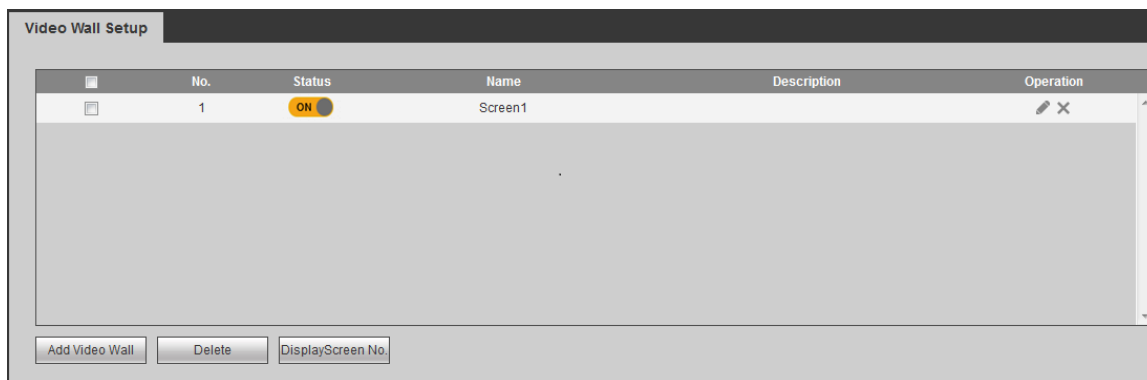 Video Wall Setup
No. Status Name Description Operation
1 ON Screen1
Add Video Wall Delete DisplayScreen No.